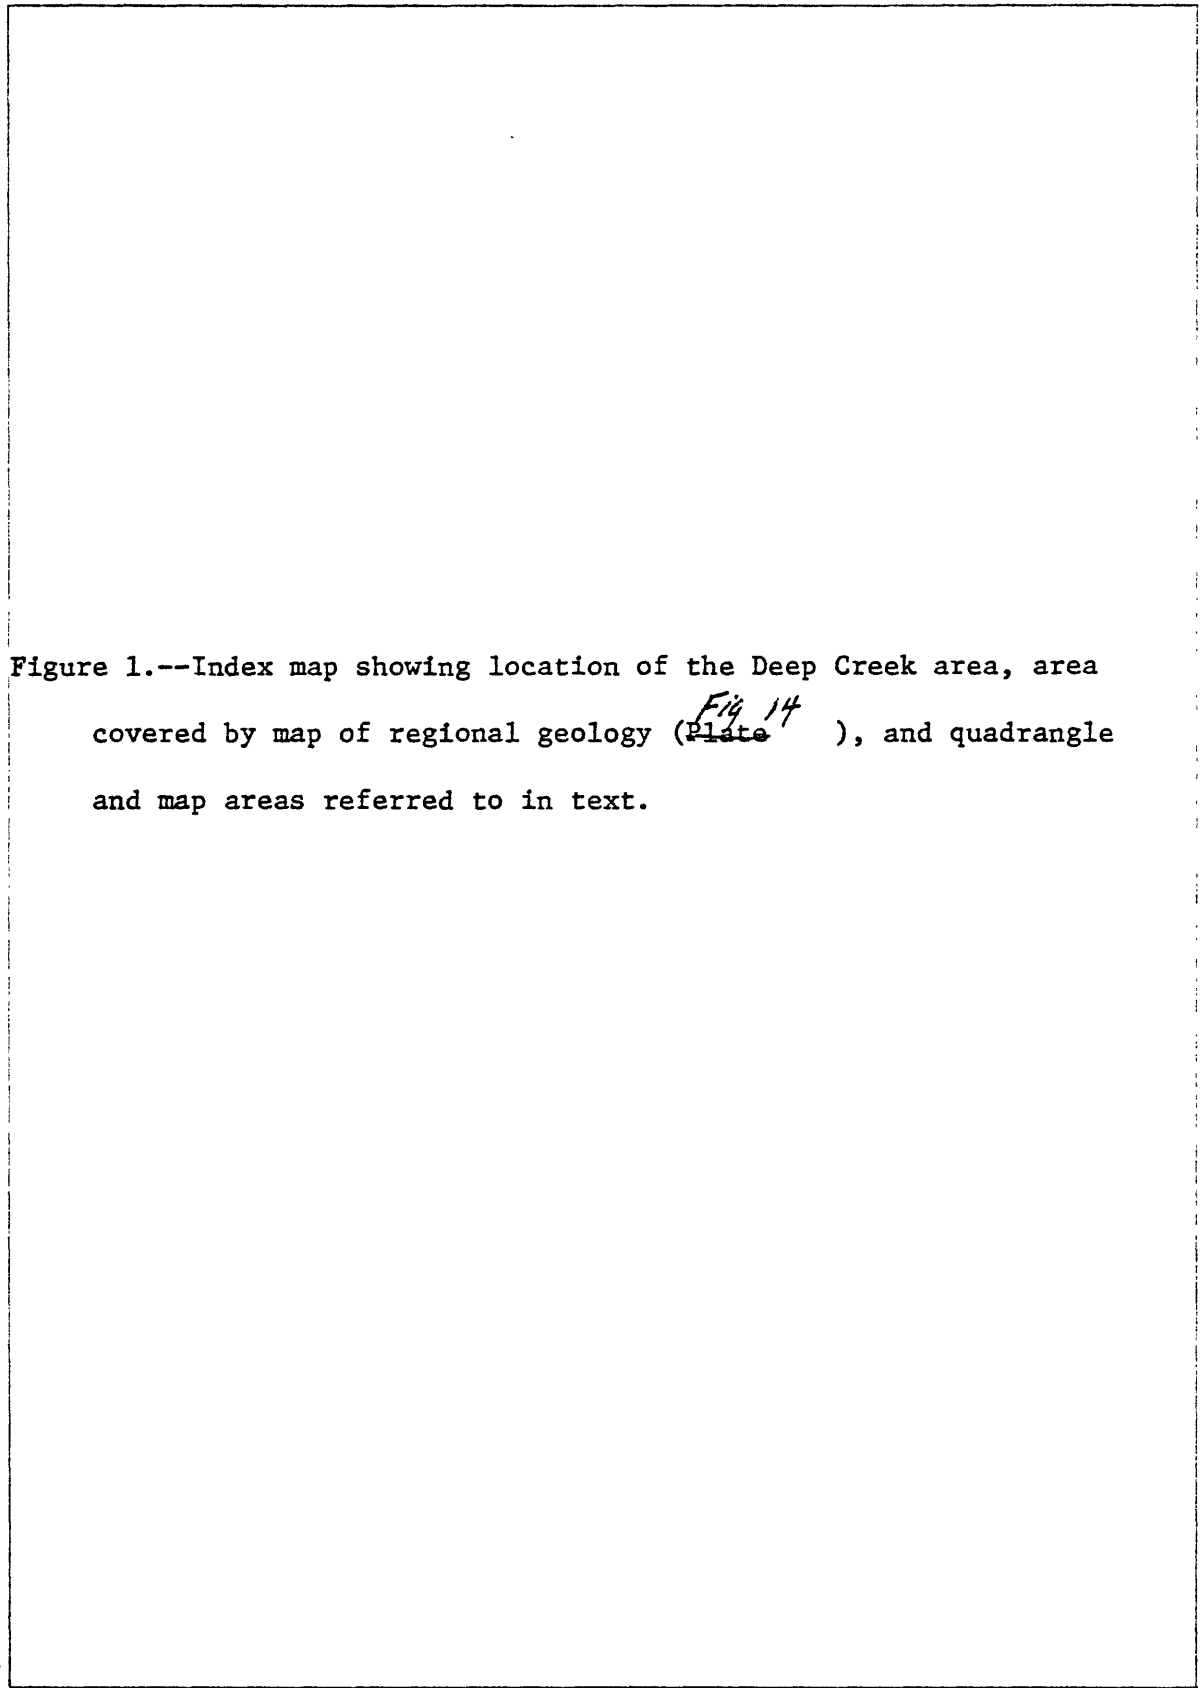 Figure 1.--Index map showing location of the Deep Creek area, area
covered by map of regional geology (Plate Fig 14 ), and quadrangle
and map areas referred to in text.